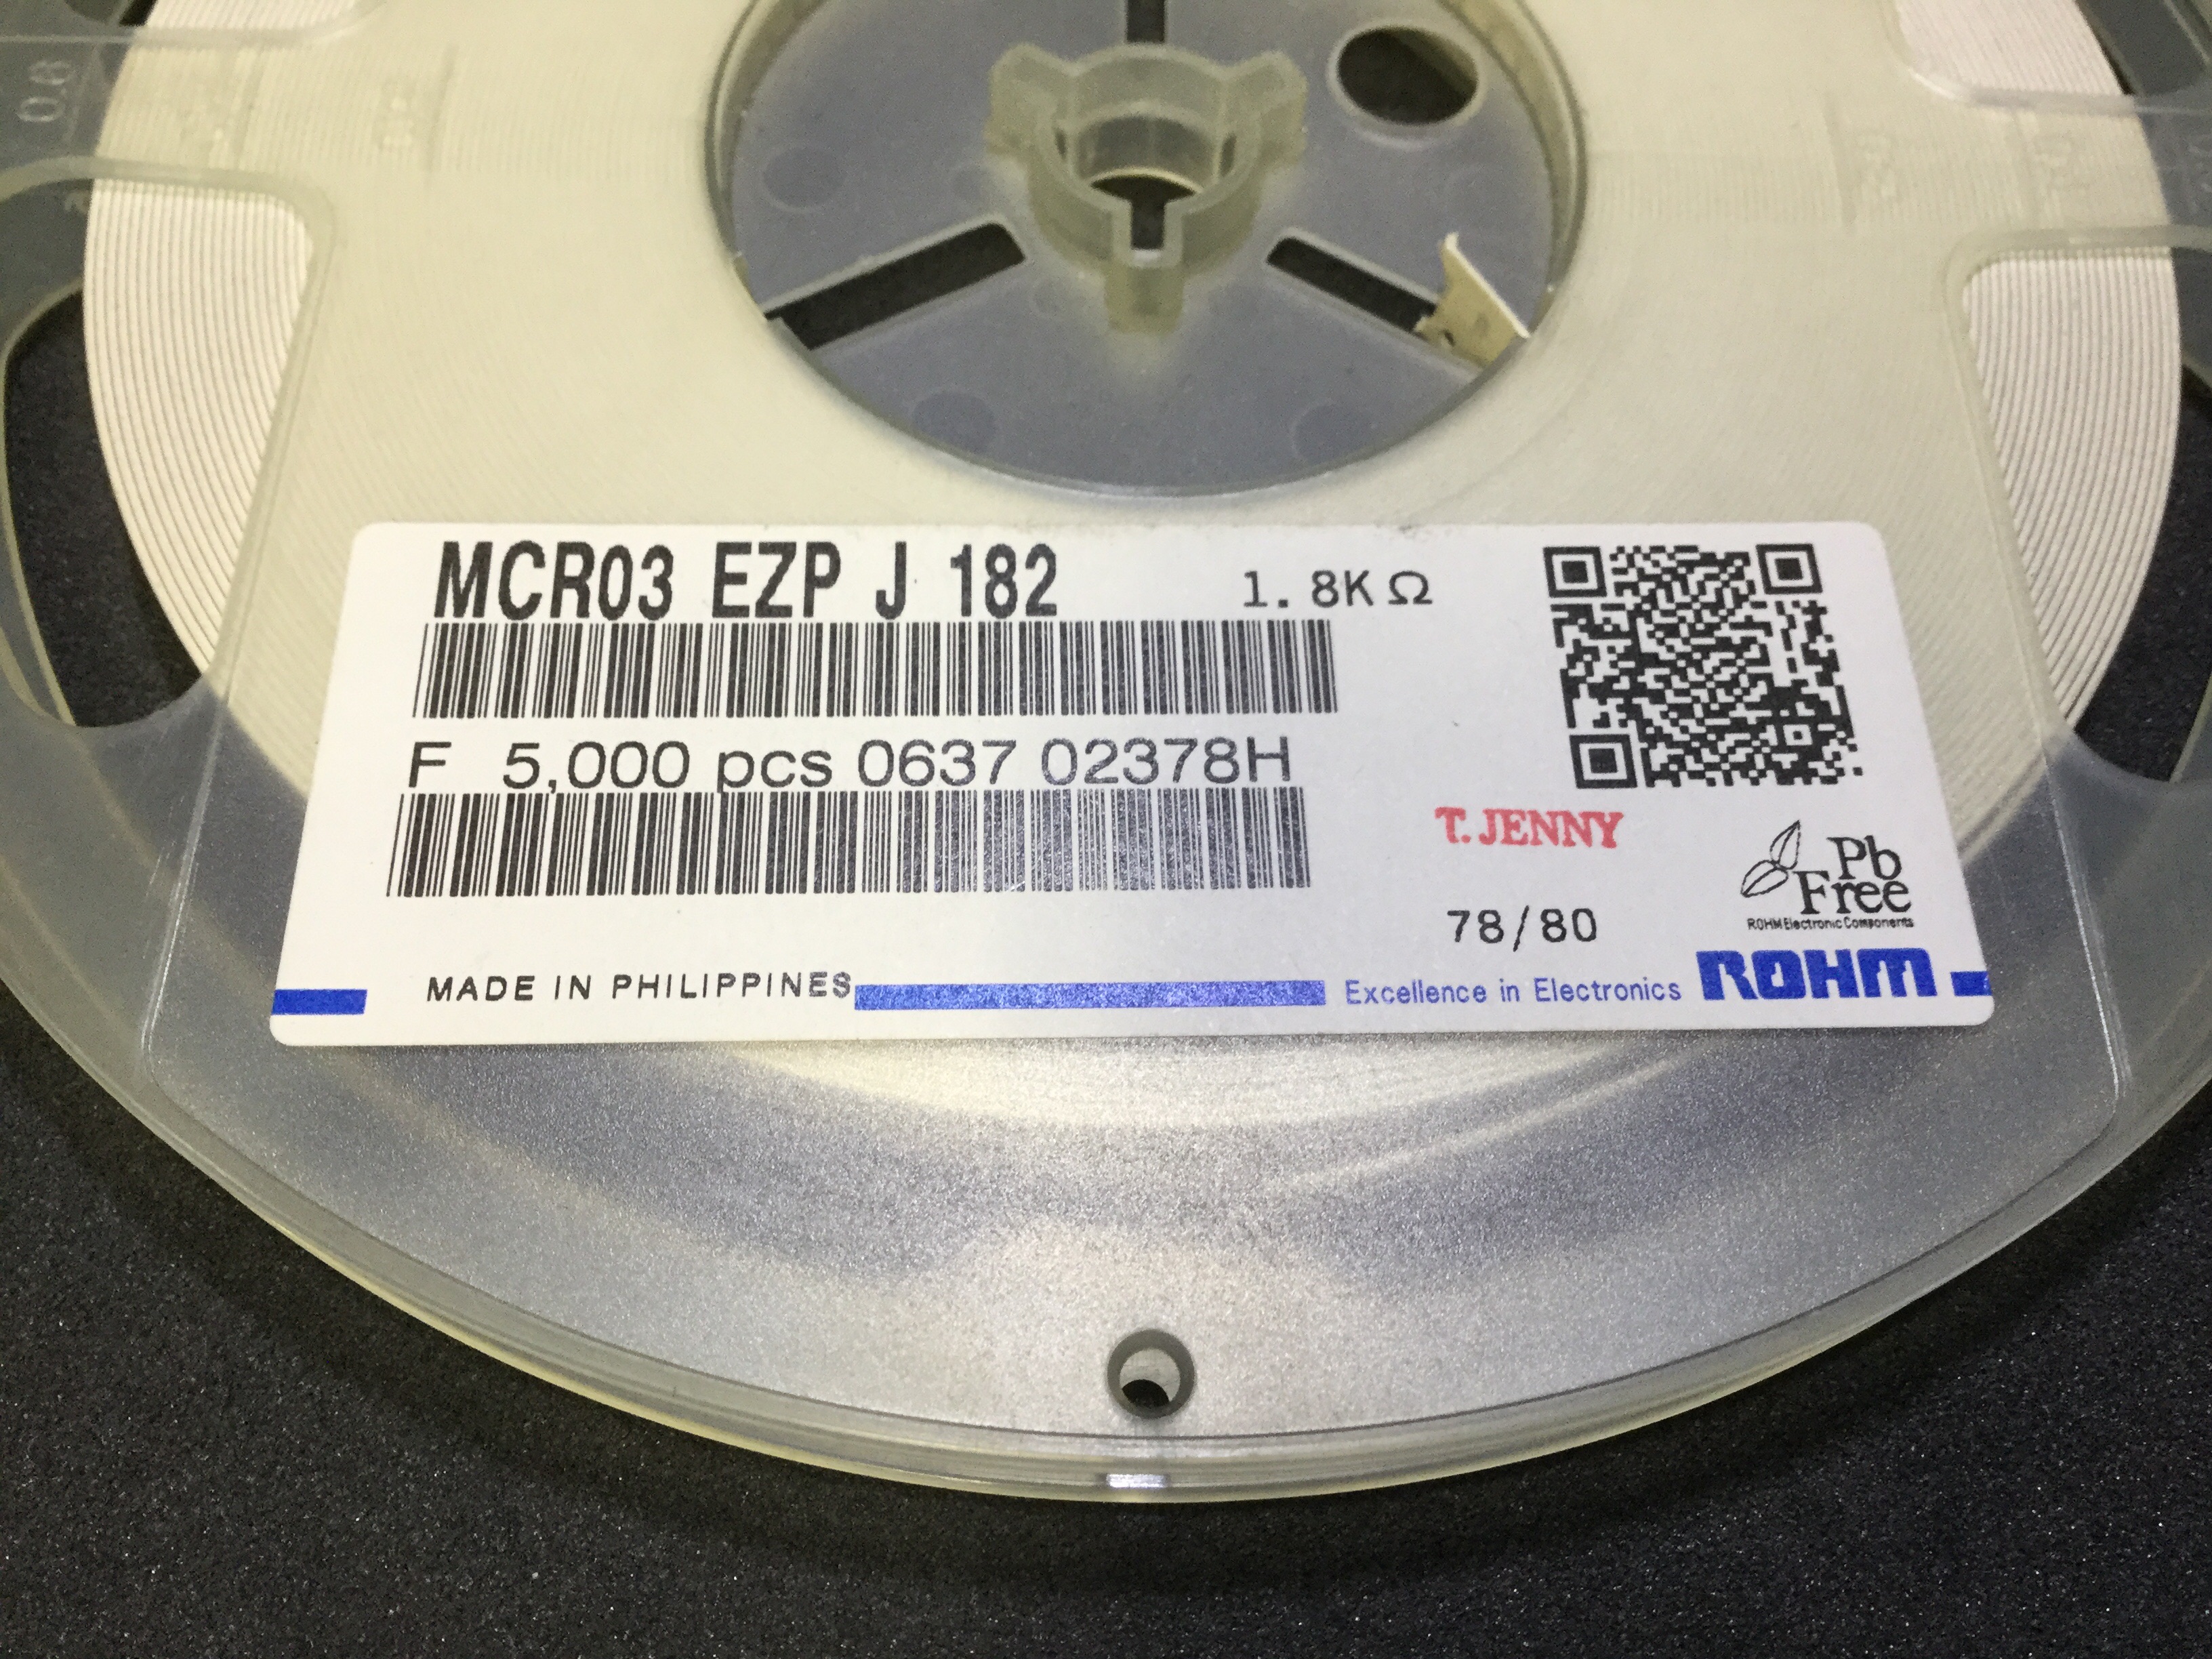 MCR03 EZP J 182 1.8KΩ
F 5,000 pcs 0637 02378H
T. JENNY
Pb
Free
ROHM Electronic Components
78/80
MADE IN PHILIPPINES Excellence in Electronics ROHM